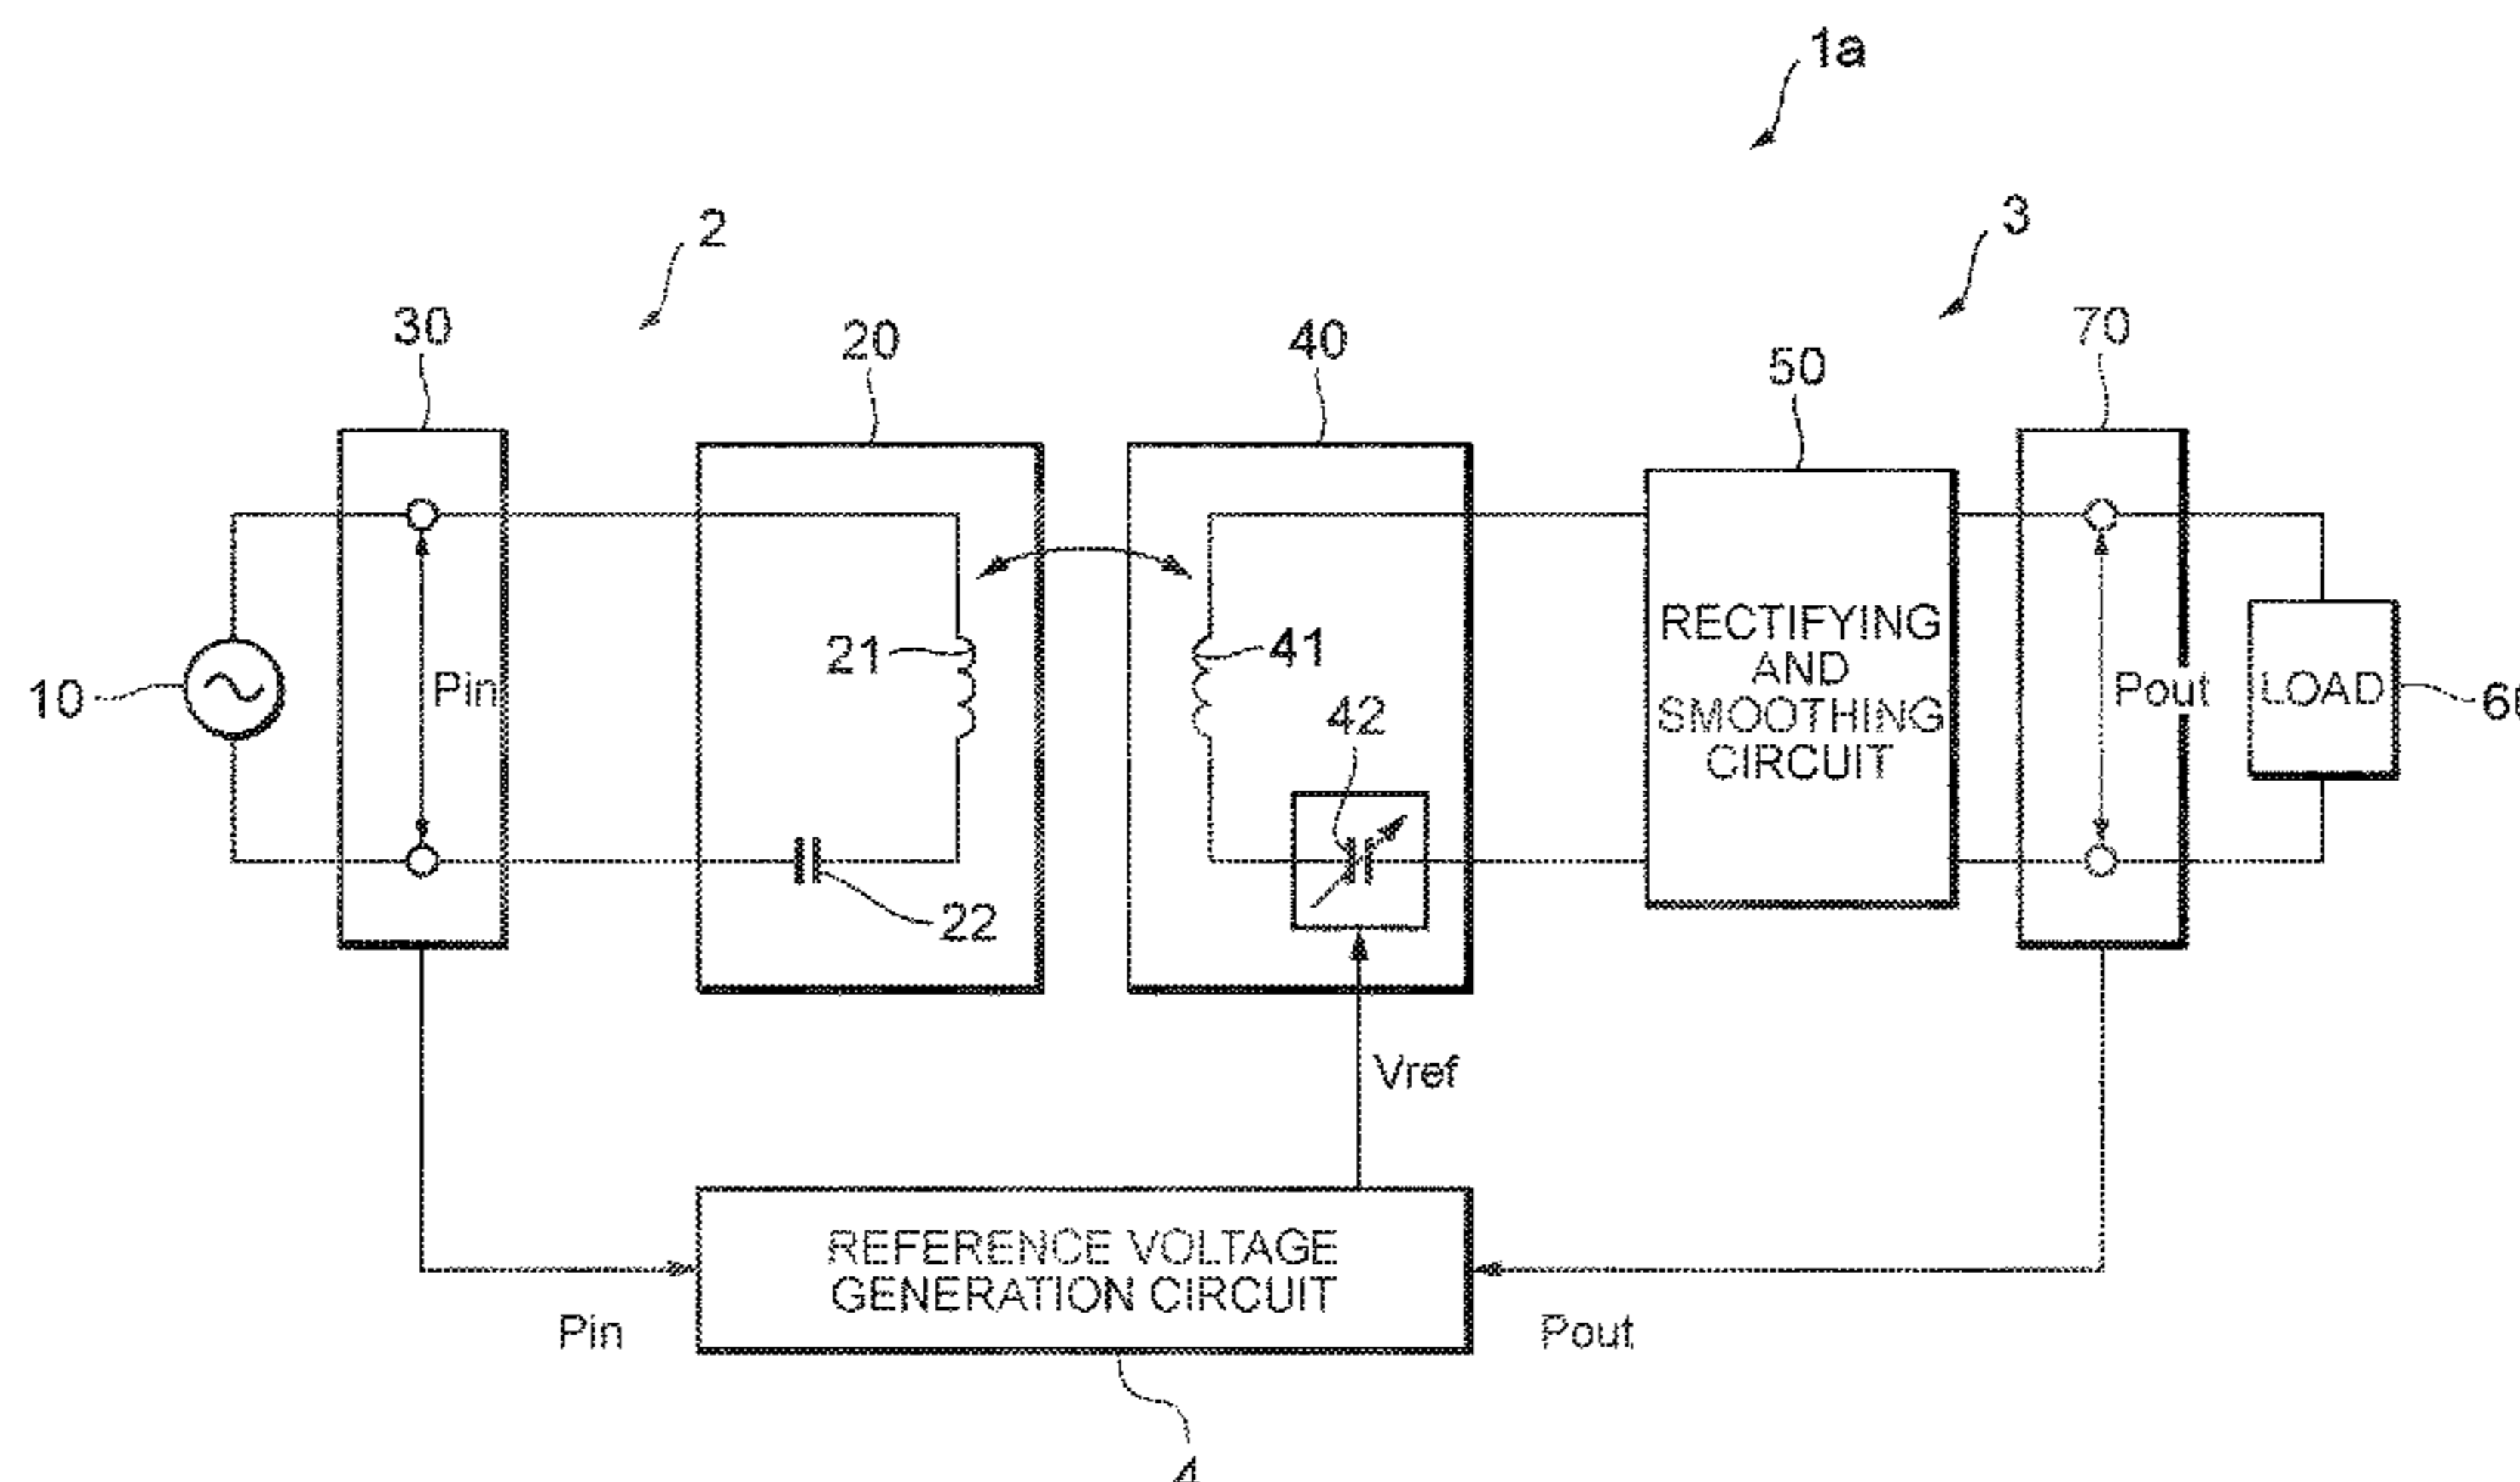 1a
2
3
30
20
40
50
70
10
Pin
21
22
41
42
RECTIFYING
AND
SMOOTHING
CIRCUIT
Pout
LOAD
Vref
REFERENCE VOLTAGE
GENERATION CIRCUIT
Pin
Pout
4